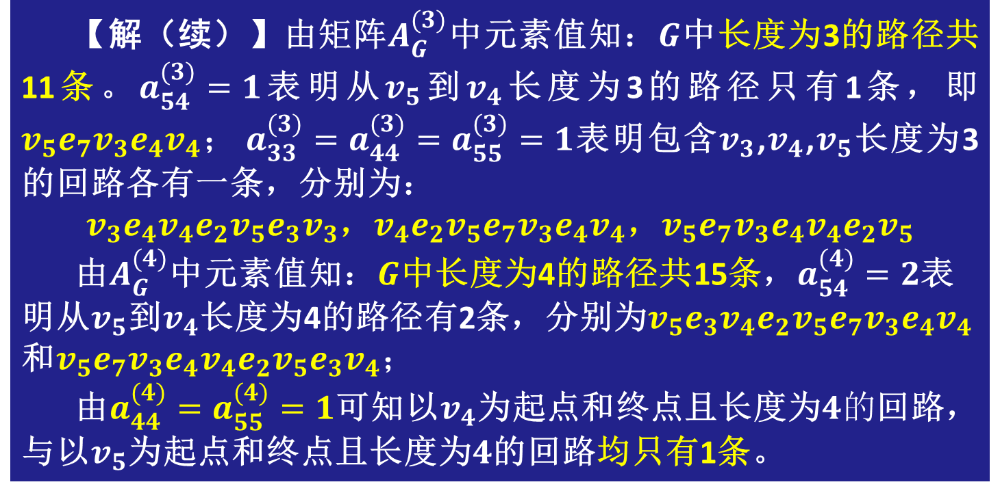 【解（续）】由矩阵$A_G^{(3)}$中元素值知：$G$中长度为3的路径共
11条。$a_{54}^{(3)} = 1$表明从$v_5$到$v_4$长度为3的路径只有1条，即
$v_5e_7v_3e_4v_4$；$a_{33}^{(3)} = a_{44}^{(3)} = a_{55}^{(3)} = 1$表明包含$v_3$,$v_4$,$v_5$长度为3
的回路各有一条，分别为：
$v_3e_4v_4e_2v_5e_3v_3$，$v_4e_2v_5e_7v_3e_4v_4$，$v_5e_7v_3e_4v_4e_2v_5$
由$A_G^{(4)}$中元素值知：$G$中长度为4的路径共15条，$a_{54}^{(4)} = 2$表
明从$v_5$到$v_4$长度为4的路径有2条，分别为$v_5e_3v_4e_2v_5e_7v_3e_4v_4$
和$v_5e_7v_3e_4v_4e_2v_5e_3v_4$；
由$a_{44}^{(4)} = a_{55}^{(4)} = 1$可知以$v_4$为起点和终点且长度为4的回路，
与以$v_5$为起点和终点且长度为4的回路均只有1条。